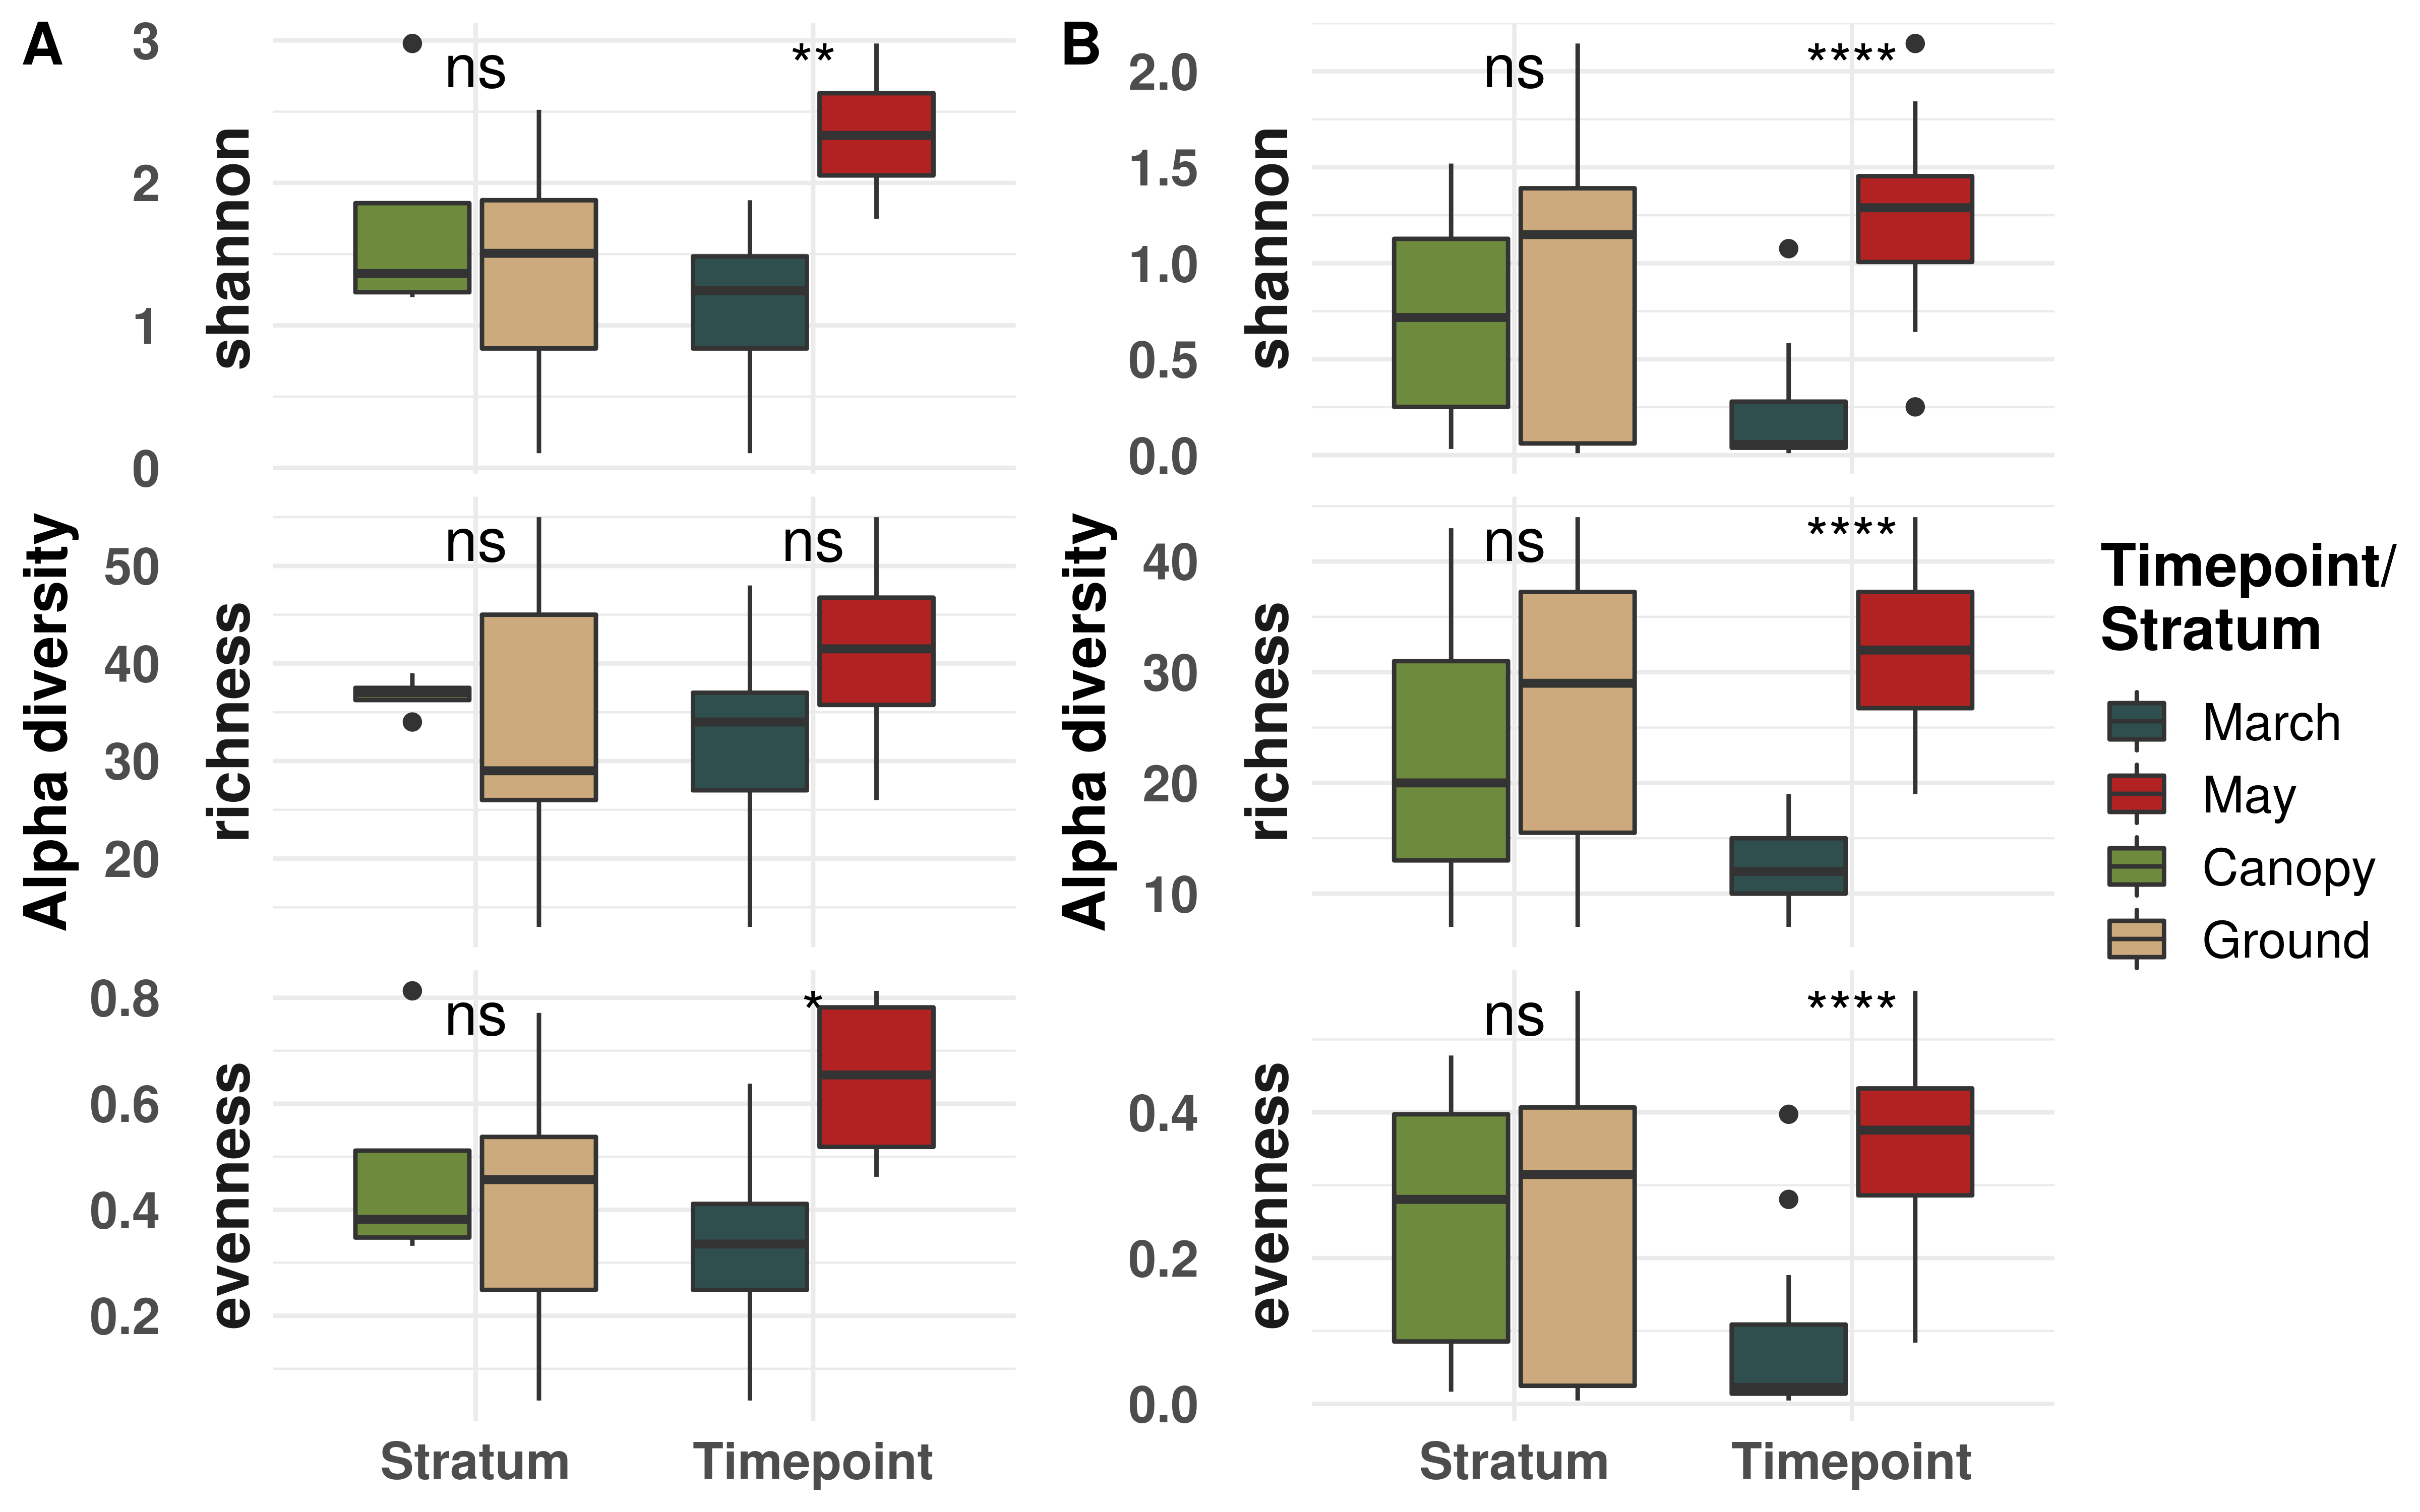 A
3
2
1
0
shannon
ns
**
Alpha diversity
50
40
30
20
richness
ns
ns
0.8
0.6
0.4
0.2
evenness
ns
*
Stratum
Timepoint
B
2.0
1.5
1.0
0.5
0.0
shannon
ns
****
Alpha diversity
40
30
20
10
richness
ns
****
0.4
0.2
0.0
evenness
ns
****
Stratum
Timepoint
Timepoint/
Stratum
March
May
Canopy
Ground